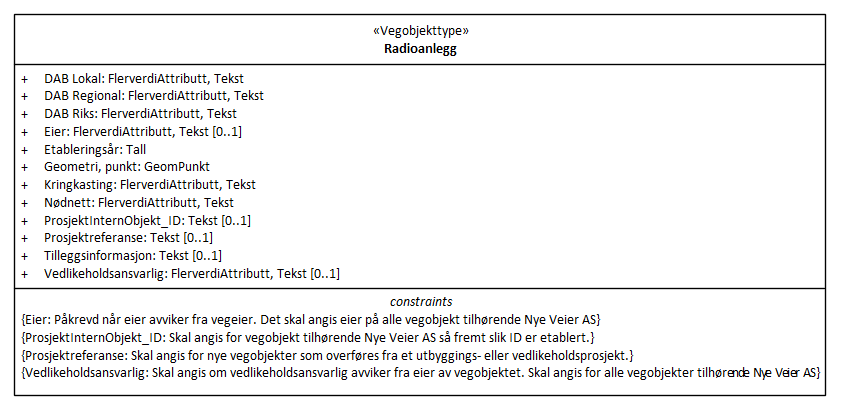 «Vegobjekttype»
Radioanlegg
+ DAB Lokal: FlerverdiAttributt, Tekst
+ DAB Regional: FlerverdiAttributt, Tekst
+ DAB Riks: FlerverdiAttributt, Tekst
+ Eier: FlerverdiAttributt, Tekst [0..1]
+ Etableringsår: Tall
+ Geometri, punkt: GeomPunkt
+ Kringkasting: FlerverdiAttributt, Tekst
+ Nødnett: FlerverdiAttributt, Tekst
+ ProsjektInternObjekt_ID: Tekst [0..1]
+ Prosjektreferanse: Tekst [0..1]
+ Tilleggsinformasjon: Tekst [0..1]
+ Vedlikeholdsansvarlig: FlerverdiAttributt, Tekst [0..1]
constraints
{Eier: Påkrevd når eier avviker fra vegeier. Det skal angis eier på alle vegobjekt tilhørende Nye Veier AS}
{ProsjektInternObjekt_ID: Skal angis for vegobjekt tilhørende Nye Veier AS så fremt slik ID er etablert.}
{Prosjektreferanse: Skal angis for nye vegobjekter som overføres fra et utbyggings- eller vedlikeholdsprosjekt.}
{Vedlikeholdsansvarlig: Skal angis om vedlikeholdsansvarlig avviker fra eier av vegobjektet. Skal angis for alle vegobjekter tilhørende Nye Veier AS}